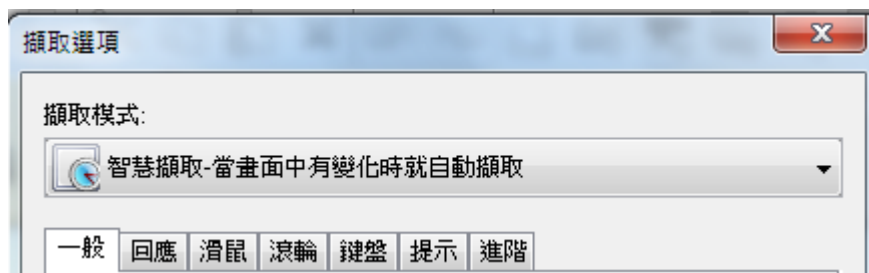 擷取選項
擷取模式:
智慧擷取-當畫面中有變化時就自動擷取
一般 回應 滑鼠 滾輪 鍵盤 提示 進階